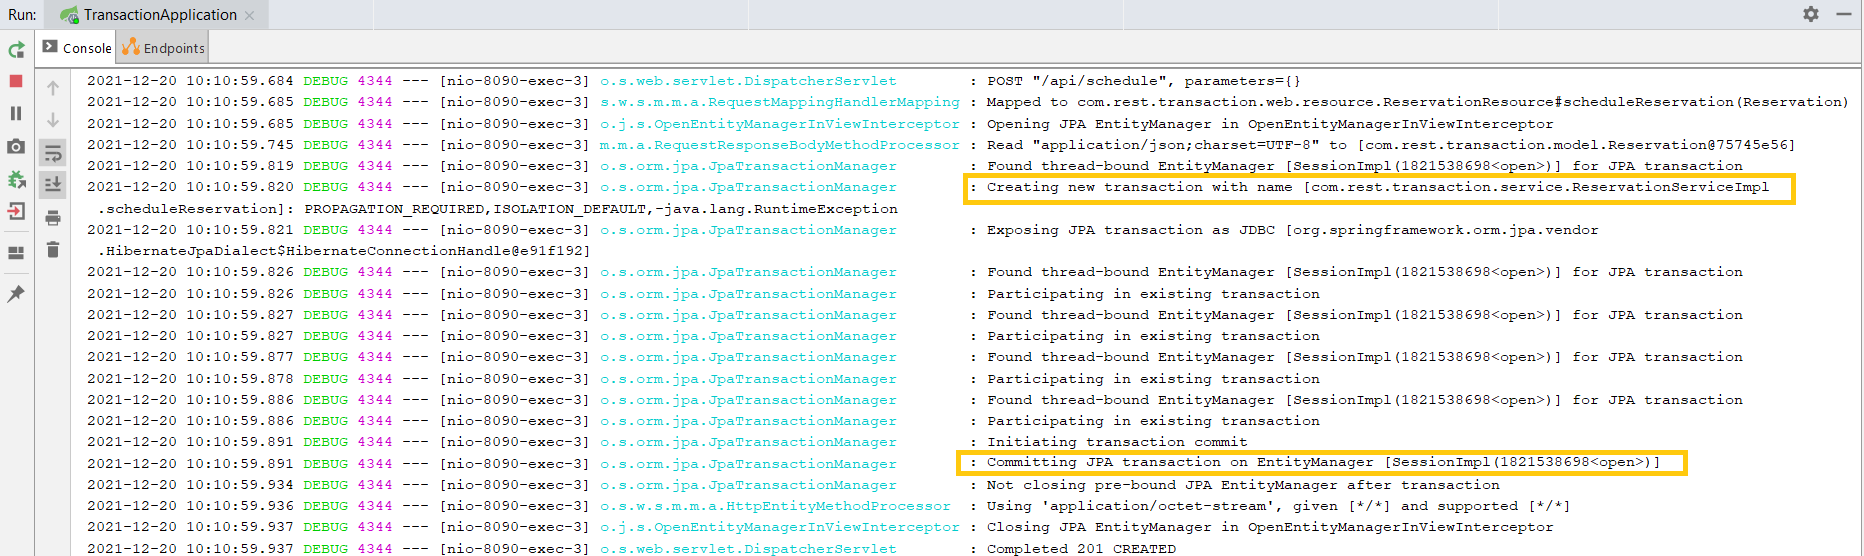 Run: TransactionApplication
Console Endpoints
2021-12-20 10:10:59.684 DEBUG 4344 --- [nio-8090-exec-3] o.s.web.servlet.DispatcherServlet : POST "/api/schedule", parameters={}
2021-12-20 10:10:59.685 DEBUG 4344 --- [nio-8090-exec-3] s.w.s.m.m.a.RequestMappingHandlerMapping : Mapped to com.rest.transaction.web.resource.ReservationResource#scheduleReservation(Reservation)
2021-12-20 10:10:59.685 DEBUG 4344 --- [nio-8090-exec-3] o.j.s.OpenEntityManagerInViewInterceptor : Opening JPA EntityManager in OpenEntityManagerInViewInterceptor
2021-12-20 10:10:59.745 DEBUG 4344 --- [nio-8090-exec-3] m.m.a.RequestResponseBodyMethodProcessor : Read "application/json;charset=UTF-8" to [com.rest.transaction.model.Reservation@75745e56]
2021-12-20 10:10:59.819 DEBUG 4344 --- [nio-8090-exec-3] o.s.orm.jpa.JpaTransactionManager : Found thread-bound EntityManager [SessionImpl(1821538698<open>)] for JPA transaction
2021-12-20 10:10:59.820 DEBUG 4344 --- [nio-8090-exec-3] o.s.orm.jpa.JpaTransactionManager : Creating new transaction with name [com.rest.transaction.service.ReservationServiceImpl
.scheduleReservation]: PROPAGATION_REQUIRED,ISOLATION_DEFAULT,-java.lang.RuntimeException
2021-12-20 10:10:59.821 DEBUG 4344 --- [nio-8090-exec-3] o.s.orm.jpa.JpaTransactionManager : Exposing JPA transaction as JDBC [org.springframework.orm.jpa.vendor
.HibernateJpaDialect$HibernateConnectionHandle@e91f192]
2021-12-20 10:10:59.826 DEBUG 4344 --- [nio-8090-exec-3] o.s.orm.jpa.JpaTransactionManager : Found thread-bound EntityManager [SessionImpl(1821538698<open>)] for JPA transaction
2021-12-20 10:10:59.826 DEBUG 4344 --- [nio-8090-exec-3] o.s.orm.jpa.JpaTransactionManager : Participating in existing transaction
2021-12-20 10:10:59.827 DEBUG 4344 --- [nio-8090-exec-3] o.s.orm.jpa.JpaTransactionManager : Found thread-bound EntityManager [SessionImpl(1821538698<open>)] for JPA transaction
2021-12-20 10:10:59.827 DEBUG 4344 --- [nio-8090-exec-3] o.s.orm.jpa.JpaTransactionManager : Participating in existing transaction
2021-12-20 10:10:59.877 DEBUG 4344 --- [nio-8090-exec-3] o.s.orm.jpa.JpaTransactionManager : Found thread-bound EntityManager [SessionImpl(1821538698<open>)] for JPA transaction
2021-12-20 10:10:59.878 DEBUG 4344 --- [nio-8090-exec-3] o.s.orm.jpa.JpaTransactionManager : Participating in existing transaction
2021-12-20 10:10:59.886 DEBUG 4344 --- [nio-8090-exec-3] o.s.orm.jpa.JpaTransactionManager : Found thread-bound EntityManager [SessionImpl(1821538698<open>)] for JPA transaction
2021-12-20 10:10:59.886 DEBUG 4344 --- [nio-8090-exec-3] o.s.orm.jpa.JpaTransactionManager : Participating in existing transaction
2021-12-20 10:10:59.891 DEBUG 4344 --- [nio-8090-exec-3] o.s.orm.jpa.JpaTransactionManager : Initiating transaction commit
2021-12-20 10:10:59.891 DEBUG 4344 --- [nio-8090-exec-3] o.s.orm.jpa.JpaTransactionManager : Committing JPA transaction on EntityManager [SessionImpl(1821538698<open>)]
2021-12-20 10:10:59.934 DEBUG 4344 --- [nio-8090-exec-3] o.s.orm.jpa.JpaTransactionManager : Not closing pre-bound JPA EntityManager after transaction
2021-12-20 10:10:59.936 DEBUG 4344 --- [nio-8090-exec-3] o.s.w.s.m.m.a.HttpEntityMethodProcessor : Using 'application/octet-stream', given [*/*] and supported [*/*]
2021-12-20 10:10:59.937 DEBUG 4344 --- [nio-8090-exec-3] o.j.s.OpenEntityManagerInViewInterceptor : Closing JPA EntityManager in OpenEntityManagerInViewInterceptor
2021-12-20 10:10:59.937 DEBUG 4344 --- [nio-8090-exec-3] o.s.web.servlet.DispatcherServlet : Completed 201 CREATED